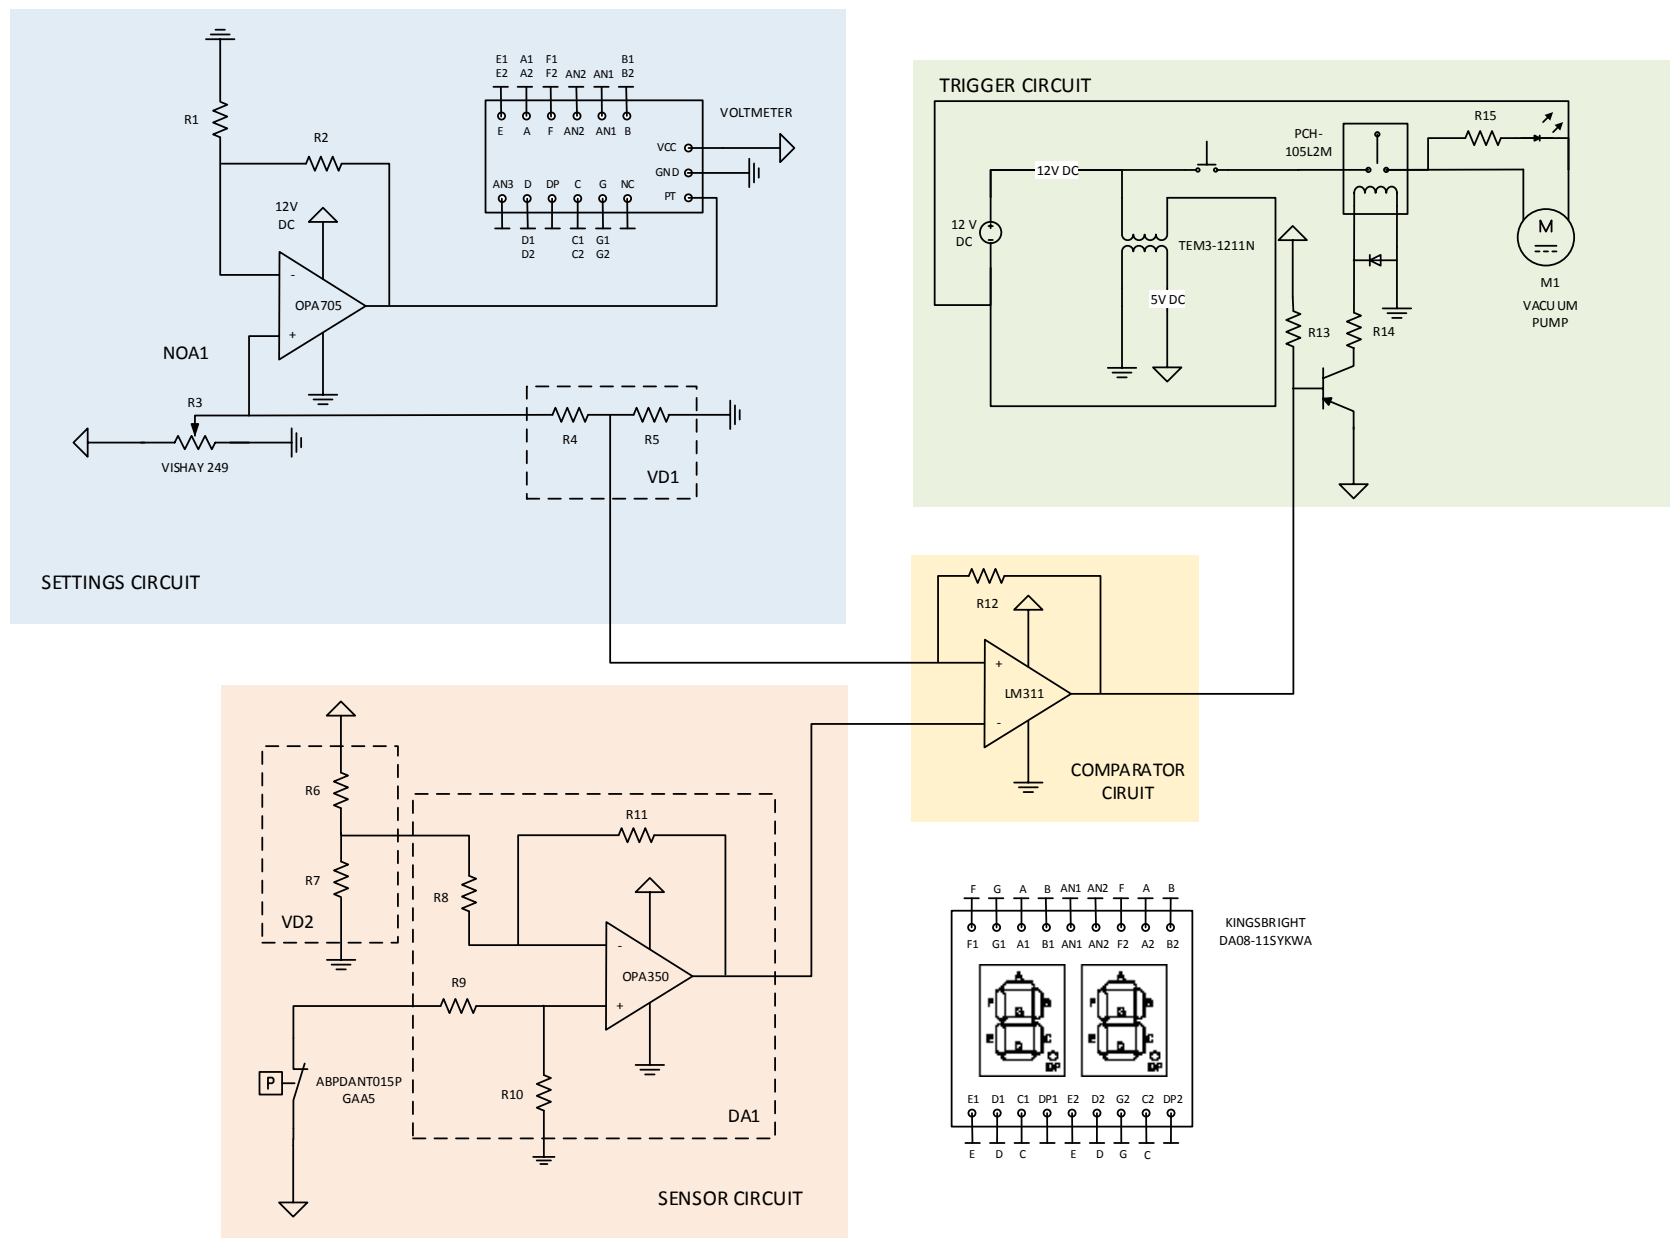 E1 A1 F1 AN2 AN1 B1
E2 A2 F2 B2
VOLTMETER
E A F AN2 AN1 B
VCC
GND
PT
AN3 D DP C G NC
D1 C1 G1
D2 C2 G2
R1
R2
12V
DC
-
OPA705
+
NOA1
R3
VISHAY 249
R4
R5
VD1
SETTINGS CIRCUIT
TRIGGER CIRCUIT
R15
PCH-
105L2M
12V DC
12 V
DC
+
-
TEM3-1211N
5V DC
M
M1
VACUUM
PUMP
R13
R14
R12
+
LM311
-
COMPARATOR
CIRUIT
R6
R7
VD2
R8
R11
-
OPA350
+
R9
R10
P
ABPDANT015P
GAA5
DA1
SENSOR CIRCUIT
F G A B AN1 AN2 F A B
F1 G1 A1 B1 AN1 AN2 F2 A2 B2
KINGSBRIGHT
DA08-11SYKWA
A A
F B F B
G G
E C E C
D D
DP DP
E1 D1 C1 DP1 E2 D2 G2 C2 DP2
E D C E D G C